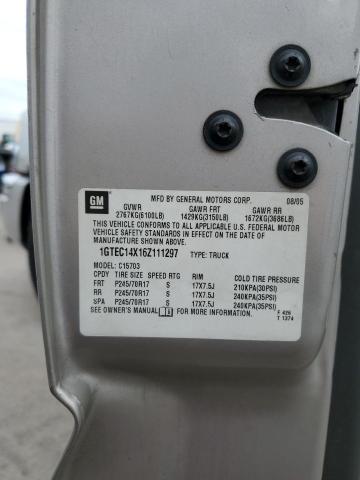 MFD BY GENERAL MOTORS CORP. 08/05
GM
GVWR GAWR FRT GAWR RR
2767KG(6100LB) 1429KG(3150LB) 1672KG(3686LB)
THIS VEHICLE CONFORMS TO ALL APPLICABLE U.S. FEDERAL MOTOR
VEHICLE SAFETY STANDARDS IN EFFECT ON THE DATE OF
MANUFACTURE SHOWN ABOVE.
1GTEC14X16Z111297 TYPE: TRUCK
MODEL: C15703
CPDY TIRE SIZE SPEED RTG RIM COLD TIRE PRESSURE
FRT P245/70R17 S 17X7.5J 210KPA(30PSI)
RR P245/70R17 S 17X7.5J 240KPA(35PSI)
SPA P245/70R17 S 17X7.5J 240KPA(35PSI)
SEE OWNER'S MANUAL FOR MORE INFORMATION.
F 426
T 1374